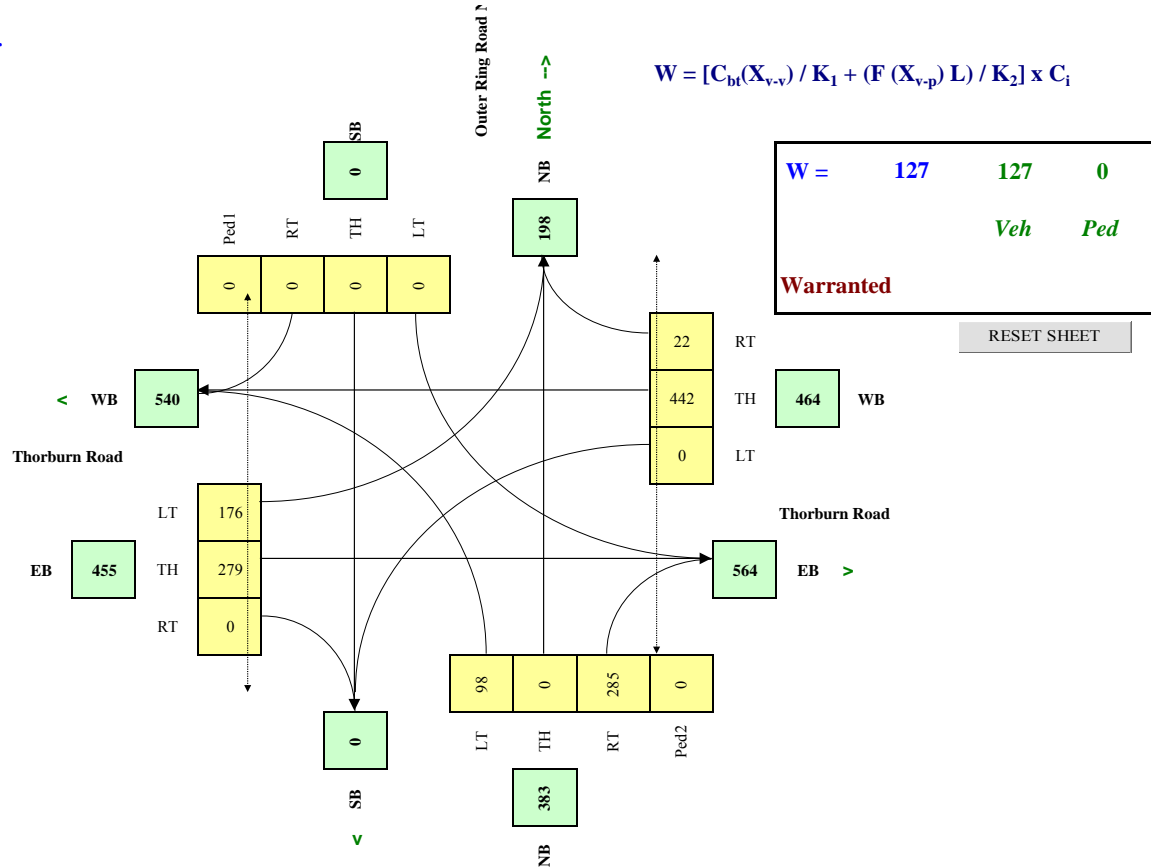 Outer Ring Road
North -->
W = [Cbt(Xv-v) / K1 + (F (Xv-p) L) / K2] x Ci
SB
0
NB
198
W = 127 127 0
Veh Ped
Warranted
RESET SHEET
Ped1 RT TH LT
0 0 0 0
22 RT
442 TH
0 LT
464 WB
< WB 540
Thorburn Road
LT 176
TH 279
RT 0
EB 455
Thorburn Road
564 EB >
98 0 285 0
LT TH RT Ped2
0
SB
v
383
NB